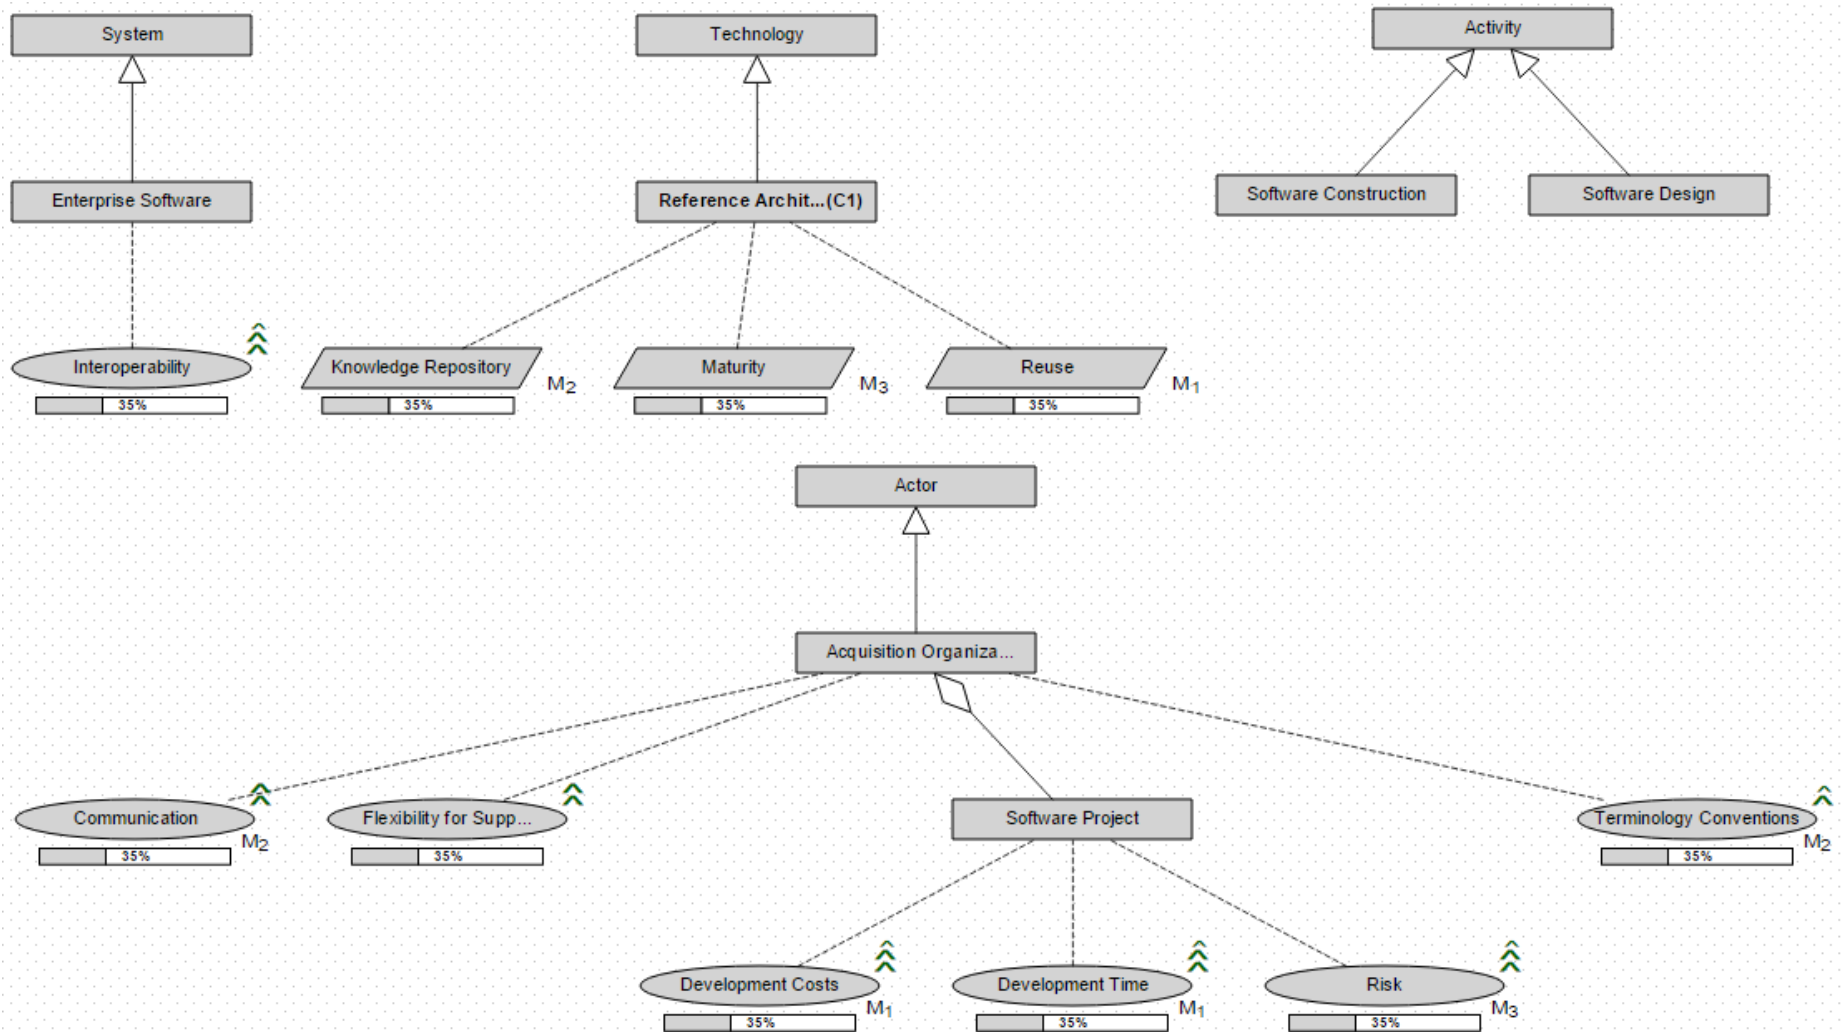 System
Technology
Activity
Enterprise Software
Reference Archit...(C1)
Software Construction
Software Design
Interoperability
35%
Knowledge Repository
M2
35%
Maturity
M3
35%
Reuse
M1
35%
Actor
Acquisition Organiza...
Communication
M2
35%
Flexibility for Supp...
35%
Software Project
Terminology Conventions
M2
35%
Development Costs
M1
35%
Development Time
M1
35%
Risk
M3
35%